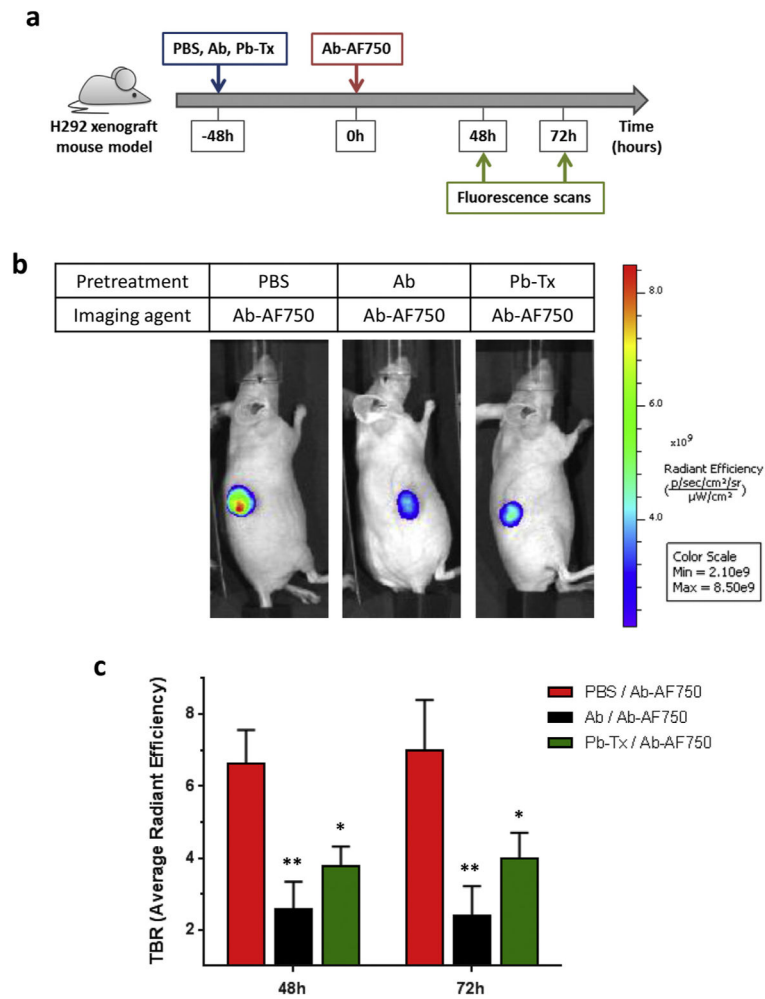 a
PBS, Ab, Pb-Tx
Ab-AF750
H292 xenograft
mouse model
-48h
0h
48h
72h
Time
(hours)
Fluorescence scans
b
Pretreatment PBS Ab Pb-Tx
Imaging agent Ab-AF750 Ab-AF750 Ab-AF750
8.0
6.0
x10⁹
Radiant Efficiency
(p/sec/cm²/sr
µW/cm²)
4.0
Color Scale
Min = 2.10e9
Max = 8.50e9
c
TBR (Average Radiant Efficiency)
8
6
4
2
** *
** *
48h 72h
PBS / Ab-AF750
Ab / Ab-AF750
Pb-Tx / Ab-AF750